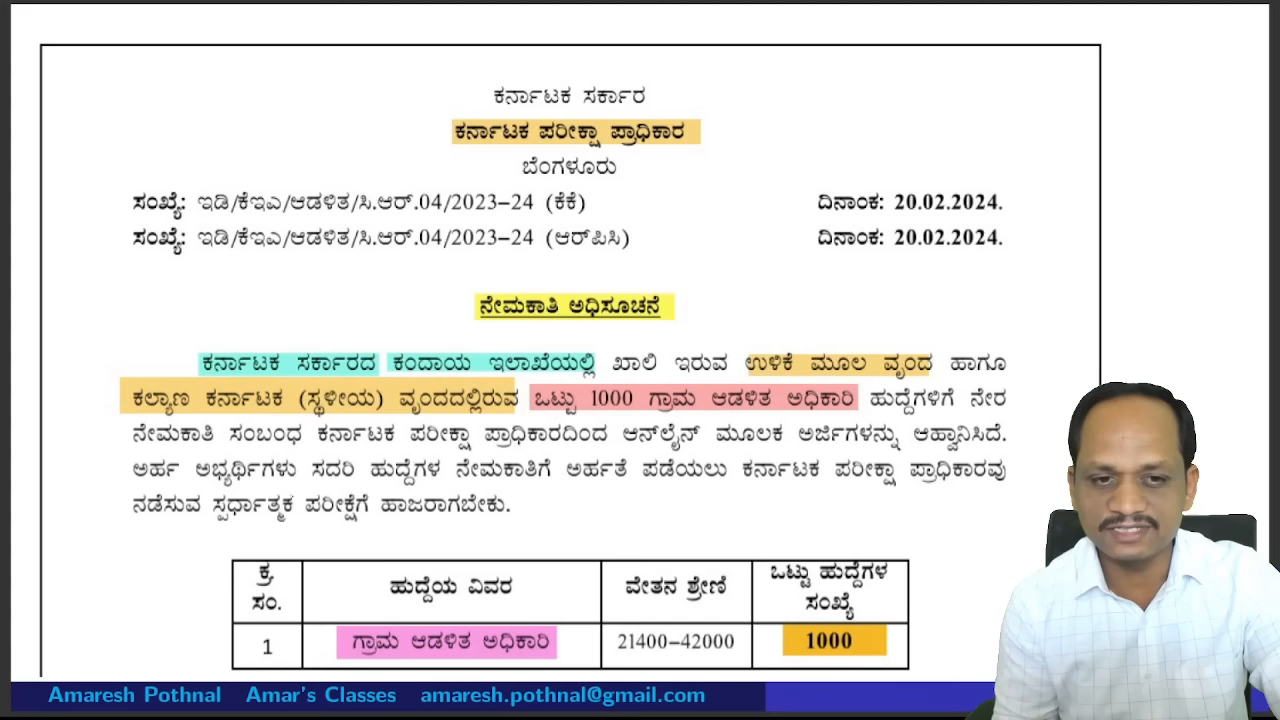 ಕರ್ನಾಟಕ ಸರ್ಕಾರ
ಕರ್ನಾಟಕ ಪರೀಕ್ಷಾ ಪ್ರಾಧಿಕಾರ
ಬೆಂಗಳೂರು
ಸಂಖ್ಯೆ: ಇಡಿ/ಕೆಇಎ/ಆಡಳಿತ/ಸಿ.ಆರ್.04/2023-24 (ಕೆಕೆ) ದಿನಾಂಕ: 20.02.2024.
ಸಂಖ್ಯೆ: ಇಡಿ/ಕೆಇಎ/ಆಡಳಿತ/ಸಿ.ಆರ್.04/2023-24 (ಆರ್‌ಪಿಸಿ) ದಿನಾಂಕ: 20.02.2024.
ನೇಮಕಾತಿ ಅಧಿಸೂಚನೆ
ಕರ್ನಾಟಕ ಸರ್ಕಾರದ ಕಂದಾಯ ಇಲಾಖೆಯಲ್ಲಿ ಖಾಲಿ ಇರುವ ಉಳಿಕೆ ಮೂಲ ವೃಂದ ಹಾಗೂ
ಕಲ್ಯಾಣ ಕರ್ನಾಟಕ (ಸ್ಥಳೀಯ) ವೃಂದದಲ್ಲಿರುವ ಒಟ್ಟು 1000 ಗ್ರಾಮ ಆಡಳಿತ ಅಧಿಕಾರಿ ಹುದ್ದೆಗಳಿಗೆ ನೇರ
ನೇಮಕಾತಿ ಸಂಬಂಧ ಕರ್ನಾಟಕ ಪರೀಕ್ಷಾ ಪ್ರಾಧಿಕಾರದಿಂದ ಆನ್‌ಲೈನ್ ಮೂಲಕ ಅರ್ಜಿಗಳನ್ನು ಆಹ್ವಾನಿಸಿದೆ.
ಅರ್ಹ ಅಭ್ಯರ್ಥಿಗಳು ಸದರಿ ಹುದ್ದೆಗಳ ನೇಮಕಾತಿಗೆ ಅರ್ಹತೆ ಪಡೆಯಲು ಕರ್ನಾಟಕ ಪರೀಕ್ಷಾ ಪ್ರಾಧಿಕಾರವು
ನಡೆಸುವ ಸ್ಪರ್ಧಾತ್ಮಕ ಪರೀಕ್ಷೆಗೆ ಹಾಜರಾಗಬೇಕು.
ಕ್ರ. ಸಂ. ಹುದ್ದೆಯ ವಿವರ ವೇತನ ಶ್ರೇಣಿ ಒಟ್ಟು ಹುದ್ದೆಗಳ ಸಂಖ್ಯೆ
1 ಗ್ರಾಮ ಆಡಳಿತ ಅಧಿಕಾರಿ 21400-42000 1000
Amaresh Pothnal Amar's Classes amaresh.pothnal@gmail.com